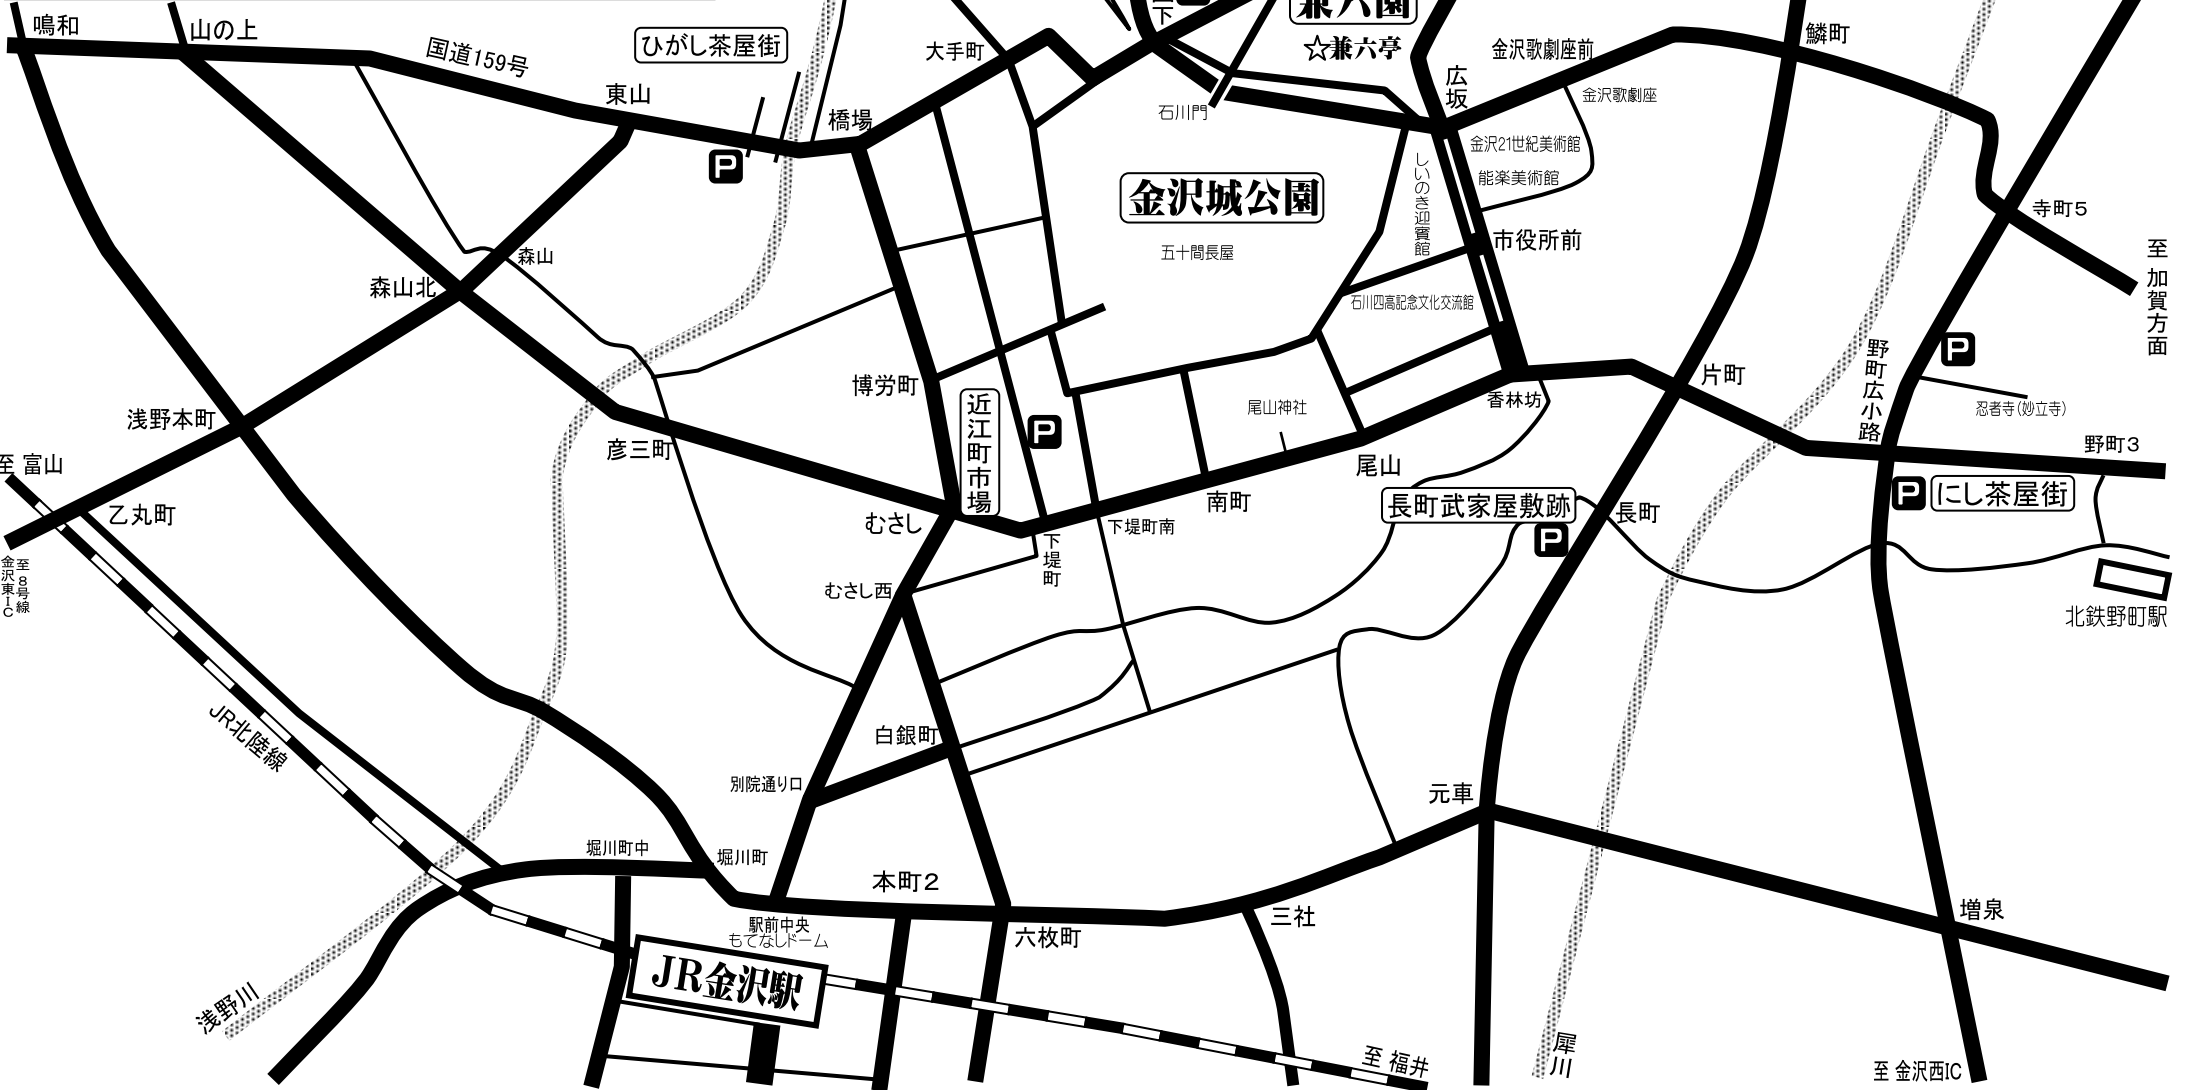 鳴和
山の上
国道159号
ひがし茶屋街
大手町
下
兼六園
☆兼六亭
広坂
金沢歌劇座前
鱗町
東山
橋場
P
石川門
金沢歌劇座
金沢21世紀美術館
能楽美術館
しいのき迎賓館
金沢城公園
五十間長屋
市役所前
寺町5
至 加賀方面
森山
森山北
石川四高記念文化交流館
博労町
近江町市場
P
尾山神社
香林坊
片町
野町広小路
P
忍者寺(妙立寺)
野町3
浅野本町
彦三町
至 富山
乙丸町
むさし
下堤町
下堤町南
南町
尾山
長町武家屋敷跡
P
長町
P
にし茶屋街
至 8号線
金沢東IC
むさし西
北鉄野町駅
JR北陸線
白銀町
別院通り口
元車
堀川町中
堀川町
本町2
駅前中央
もてなしドーム
六枚町
三社
増泉
浅野川
JR金沢駅
至 福井
犀川
至 金沢西IC